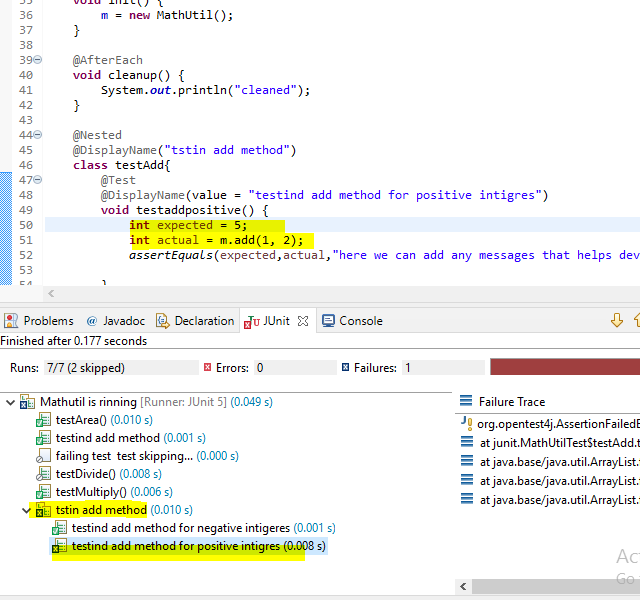 35 void init() {
36 m = new MathUtil();
37 }
38
39 @AfterEach
40 void cleanup() {
41 System.out.println("cleaned");
42 }
43
44 @Nested
45 @DisplayName("tstin add method")
46 class testAdd{
47 @Test
48 @DisplayName(value = "testind add method for positive intigres")
49 void testaddpositive() {
50 int expected = 5;
51 int actual = m.add(1, 2);
52 assertEquals(expected,actual,"here we can add any messages that helps dev
53
54 }
Problems @ Javadoc Declaration JUnit Console
Finished after 0.177 seconds
Runs: 7/7 (2 skipped) Errors: 0 Failures: 1
Mathutil is rinning [Runner: JUnit 5] (0.049 s)
testArea() (0.010 s)
testind add method (0.001 s)
failing test test skipping... (0.000 s)
testDivide() (0.008 s)
testMultiply() (0.006 s)
tstin add method (0.010 s)
testind add method for negative intigeres (0.001 s)
testind add method for positive intigres (0.008 s)
Failure Trace
org.opentest4j.AssertionFailedE
at junit.MathUtilTest$testAdd.t
at java.base/java.util.ArrayList.
at java.base/java.util.ArrayList.
at java.base/java.util.ArrayList.
Act
Go